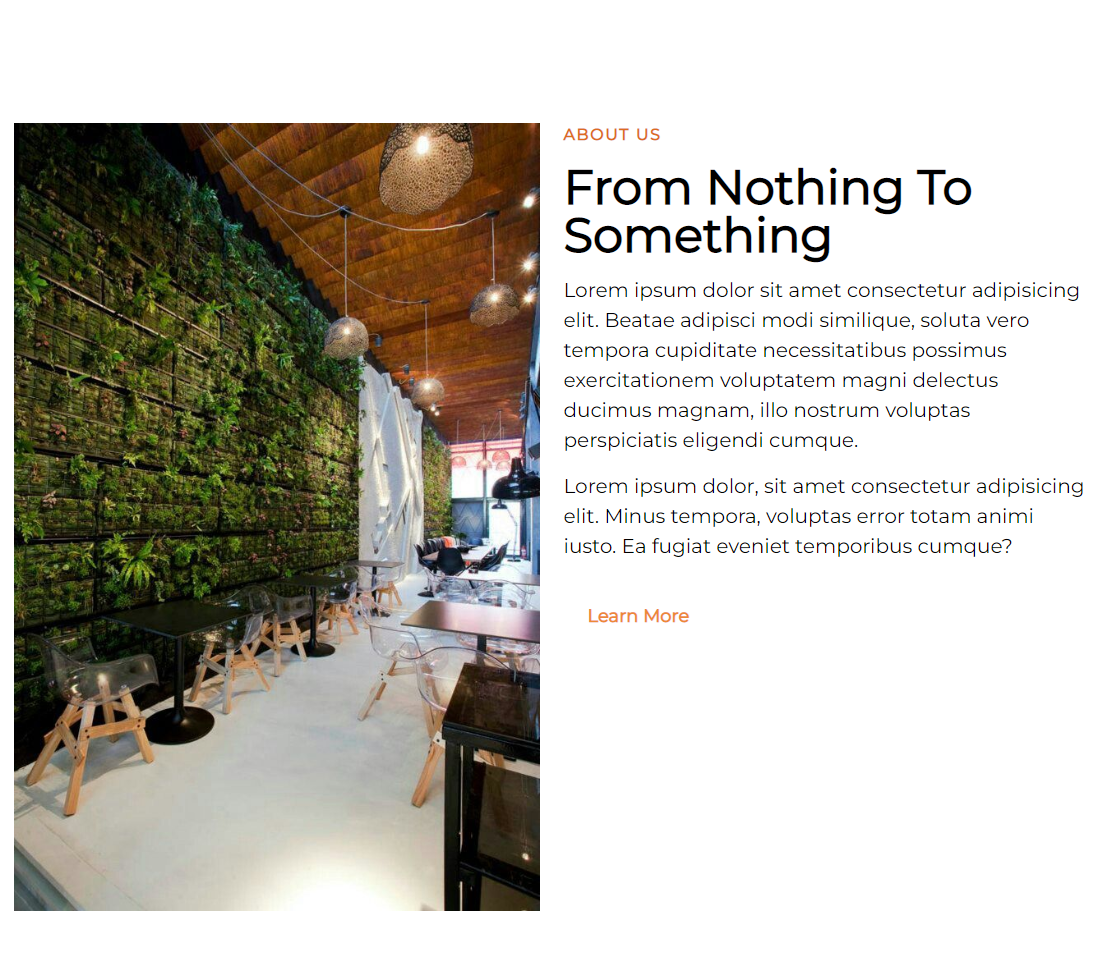 ABOUT US
From Nothing To
Something
Lorem ipsum dolor sit amet consectetur adipisicing
elit. Beatae adipisci modi similique, soluta vero
tempora cupiditate necessitatibus possimus
exercitationem voluptatem magni delectus
ducimus magnam, illo nostrum voluptas
perspiciatis eligendi cumque.
Lorem ipsum dolor, sit amet consectetur adipisicing
elit. Minus tempora, voluptas error totam animi
iusto. Ea fugiat eveniet temporibus cumque?
Learn More